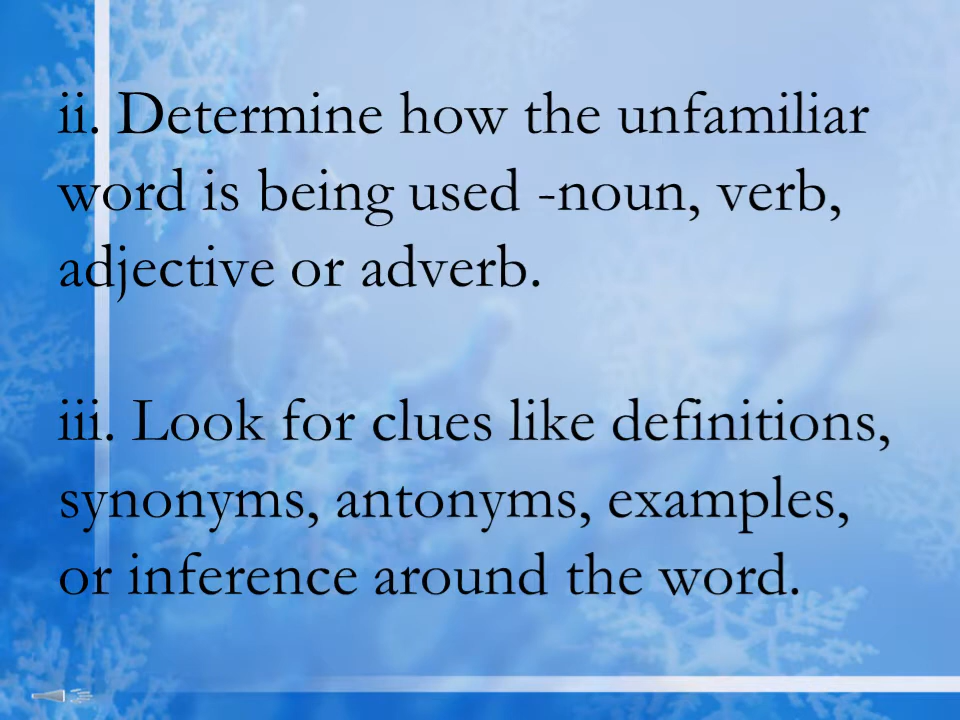 ii. Determine how the unfamiliar
word is being used -noun, verb,
adjective or adverb.
iii. Look for clues like definitions,
synonyms, antonyms, examples,
or inference around the word.